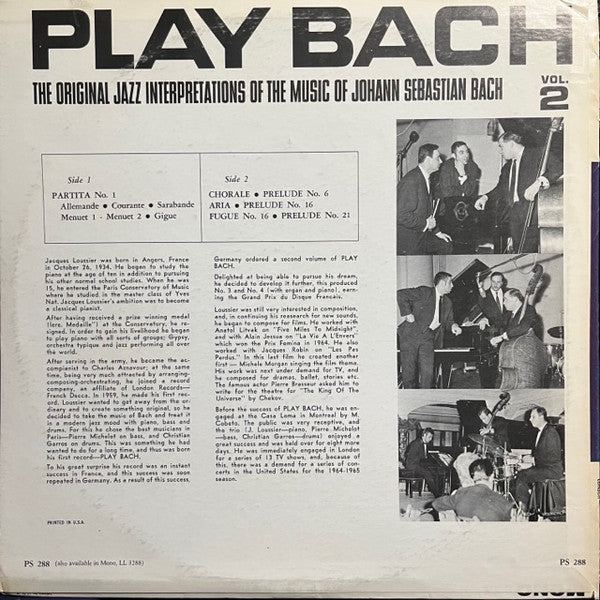 PLAY BACH
THE ORIGINAL JAZZ INTERPRETATIONS OF THE MUSIC OF JOHANN SEBASTIAN BACH
VOL.
2
Side 1
PARTITA No. 1
Allemande • Courante • Sarabande
Menuet 1 - Menuet 2 • Gigue
Side 2
CHORALE • PRELUDE No. 6
ARIA • PRELUDE No. 16
FUGUE No. 16 • PRELUDE No. 21
Jacques Loussier was born in Angers, France
in October 26, 1934. He began to study the
piano at the age of ten in addition to pursuing
his other normal school studies. When he was
15, he entered the Paris Conservatory of Music
where he studied in the master class of Yves
Nat. Jacques Loussier's ambition was to become
a classical pianist.
After having received a prize winning medal
(1ere. Medaille") at the Conservatory, he re-
signed. In order to gain his livelihood he began
to play piano with all sorts of groups; Gypsy,
orchestra typique and jazz performing all over
the world.
After serving in the army, he became the ac-
companist to Charles Aznavour; at the same
time, being very much attracted by arranging-
composing-orchestrating, he joined a record
company, an affiliate of London Records—
French Decca. In 1959, he made his first rec-
ord. Loussier wanted to get away from the or-
dinary and to create something original, so he
decided to take the music of Bach and treat it
in a modern jazz mood with piano, bass and
drums. For this he chose the best musicians in
Paris—Pierre Michelot on bass, and Christian
Garros on drums. This was something he had
wanted to do for a long time, and thus was born
his first record—PLAY BACH.
To his great surprise his record was an instant
success in France, and this success was soon
repeated in Germany. As a result of this success,
Germany ordered a second volume of PLAY
BACH.
Delighted at being able to pursue his dream,
he decided to develop it further, this produced
No. 3 and No. 4 (with organ and piano), earn-
ing the Grand Prix du Disque Francais.
Loussier was still very interested in composition,
and, in continuing his reasearch for new sounds,
he began to compose for films. He worked with
Anatol Litvak on "Five Miles To Midnight",
and with Alain Jessua on "La Vie A L'Envers"
which won the Prix Femina in 1964. He also
worked with Jacques Robin on "Les Pas
Perdus." In this last film he created another
first — Michele Morgan singing the film them.
His work was next under demand for TV, and
he composed for dramas, ballet, stories etc.
The famous actor Pierre Brasseur asked him to
write for the theatre for "The King Of The
Universe" by Chekov.
Before the success of PLAY BACH, he was en-
gaged at the Casa Loma in Montreal by M.
Cobeto. The public was very receptive, and
the trio (J. Loussier—piano, Pierre Michelot
—bass, Christian Garros—drums) enjoyed a
great success and was held over for eight more
days. He was immediately engaged in London
for a series of 13 TV shows, and, because of
this, there was a demand for a series of con-
certs in the United States for the 1964-1965
season.
PRINTED IN U.S.A.
PS 288 (also available in Mono, LL 3288)
PS 288